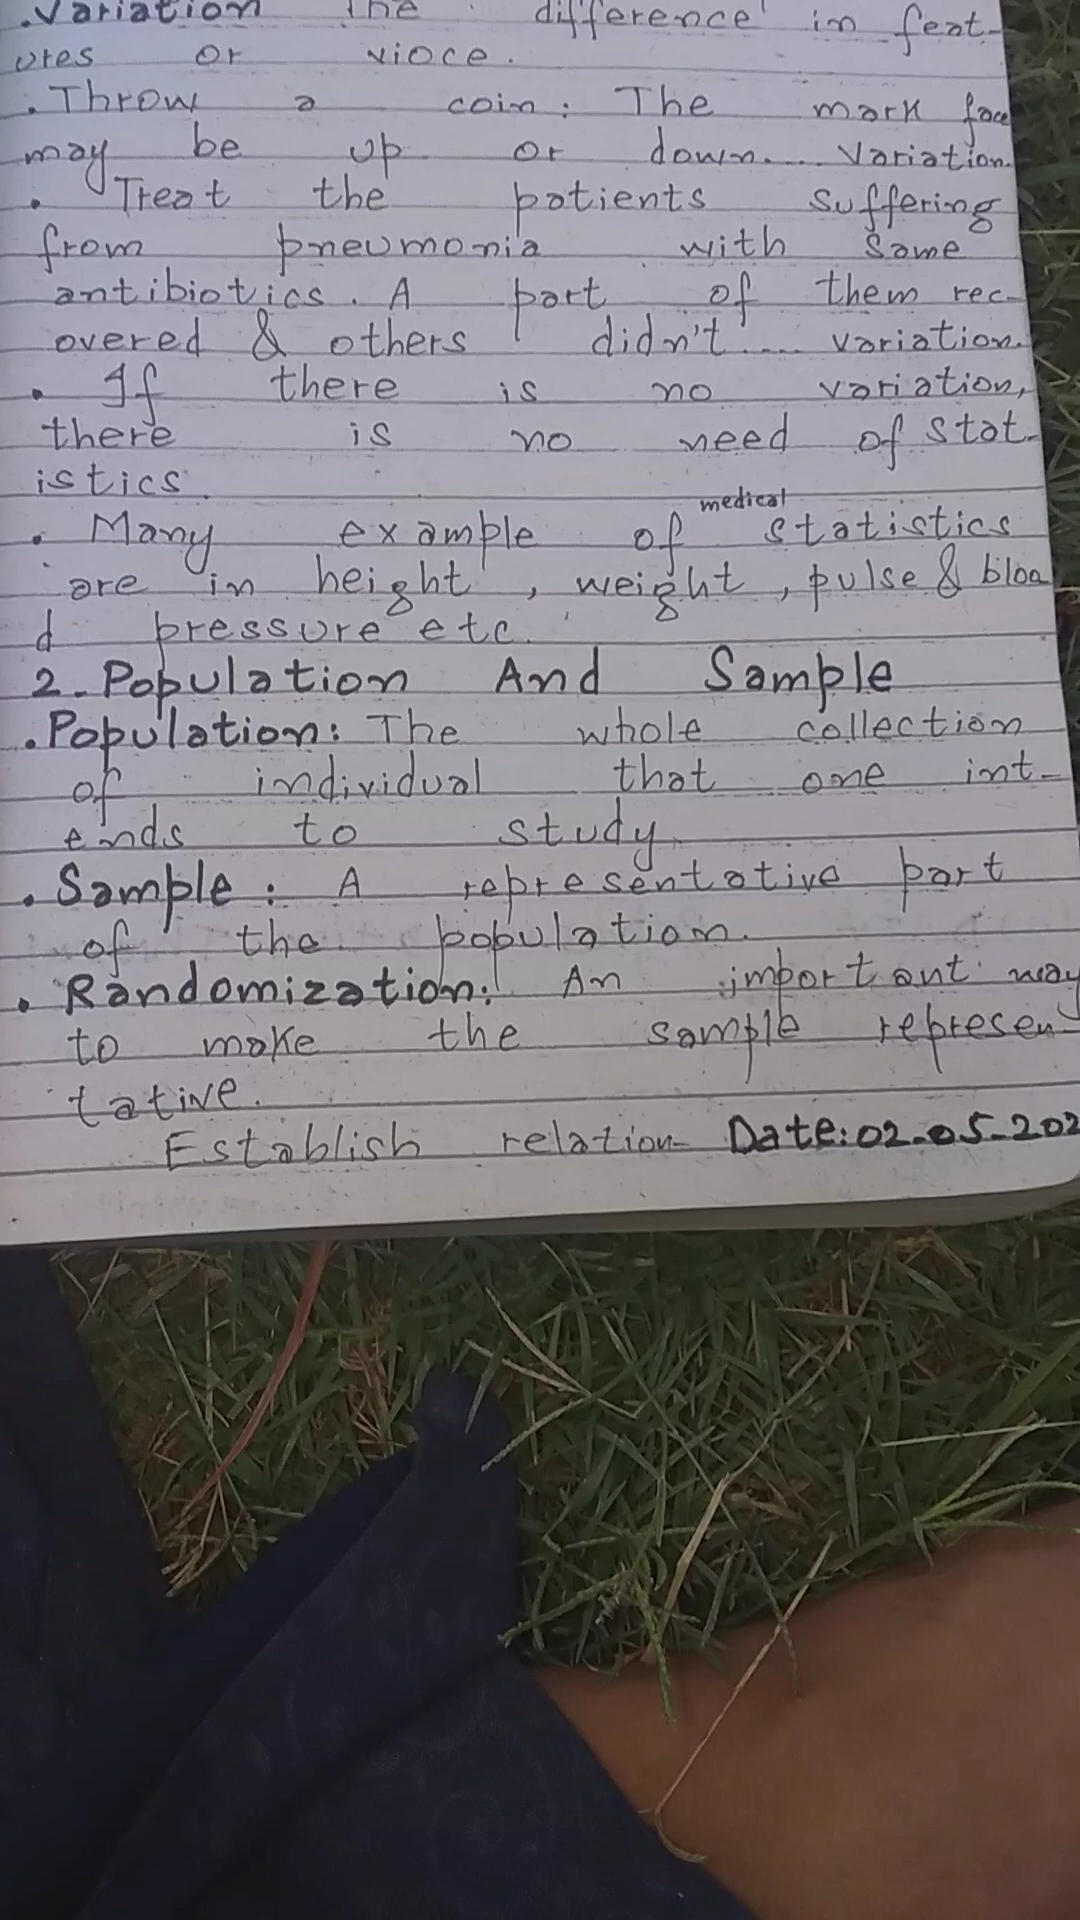 .Variation The difference in feat-
ures or vioce.
. Throw a coin: The mark face
may be up or down.... Variation.
. Treat the patients suffering
from pneumonia with same
antibiotics. A part of them rec-
overed & others didn't .... variation.
. If there is no variation,
there is no need of stat-
istics.
medical
. Many example of statistics
are in height, weight, pulse & bloo
d pressure etc.
2. Population And Sample
. Population: The whole collection
of individual that one int-
ends to study.
. Sample: A representative part
of the population.
. Randomization: An important way
to make the sample represen
tative.
Establish relation- Date:02.05-202